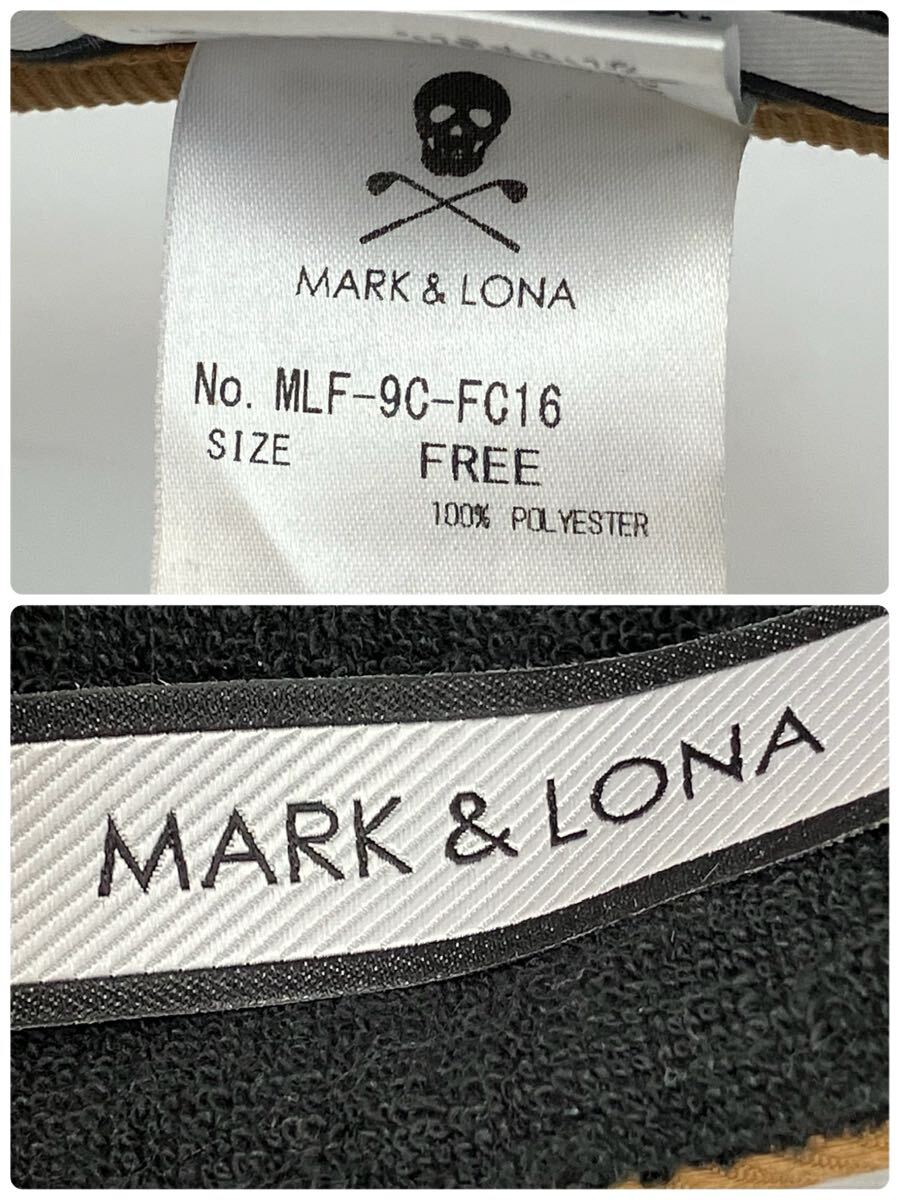 MARK & LONA
No. MLF-9C-FC16
SIZE FREE
100% POLYESTER
MARK & LONA